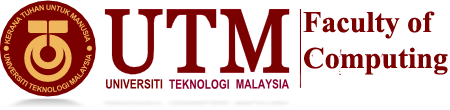 KERANA TUHAN UNTUK MANUSIA
UNIVERSITI TEKNOLOGI MALAYSIA
UTM
UNIVERSITI TEKNOLOGI MALAYSIA
Faculty of
Computing